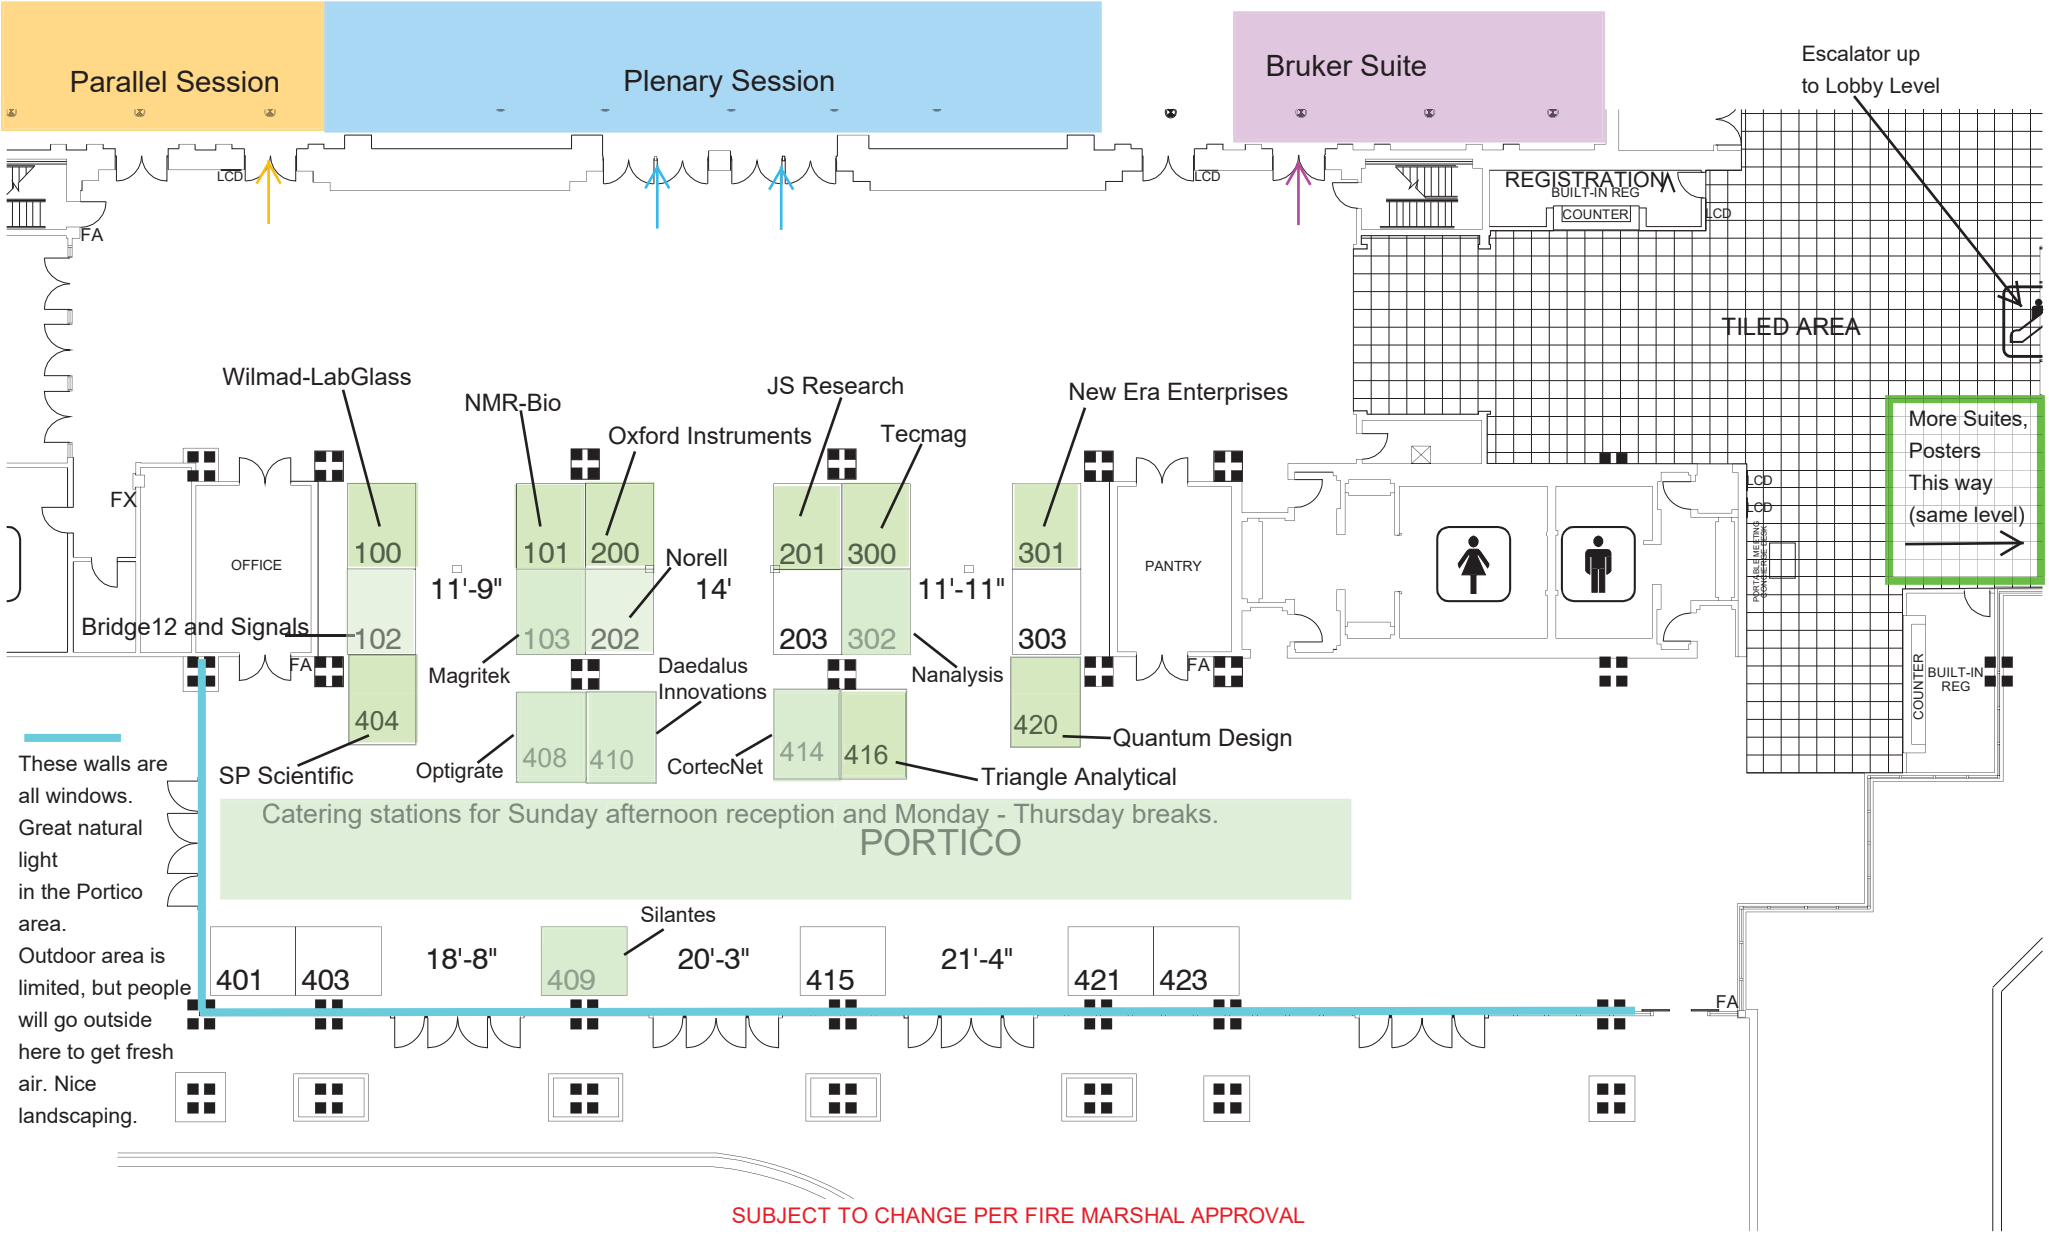 Parallel Session
Plenary Session
Bruker Suite
Escalator up
to Lobby Level
LCD
LCD
REGISTRATION
BUILT-IN REG
COUNTER
LCD
FA
TILED AREA
Wilmad-LabGlass
NMR-Bio
Oxford Instruments
JS Research
Tecmag
New Era Enterprises
More Suites,
Posters
This way
(same level)
FX
OFFICE
100
101
200
201
300
301
PANTRY
LCD
LCD
PORTABLE MEETING
CONCIERGE DESK
11'-9"
Norell
14'
11'-11"
Bridge12 and Signals
102
103
202
203
302
303
FA
Magritek
Daedalus
Innovations
Nanalysis
FA
COUNTER
BUILT-IN
REG
404
408
410
414
416
420
Quantum Design
SP Scientific
Optigrate
CortecNet
Triangle Analytical
These walls are
all windows.
Great natural
light
in the Portico
area.
Outdoor area is
limited, but people
will go outside
here to get fresh
air. Nice
landscaping.
Catering stations for Sunday afternoon reception and Monday - Thursday breaks.
PORTICO
Silantes
401
403
18'-8"
409
20'-3"
415
21'-4"
421
423
FA
SUBJECT TO CHANGE PER FIRE MARSHAL APPROVAL